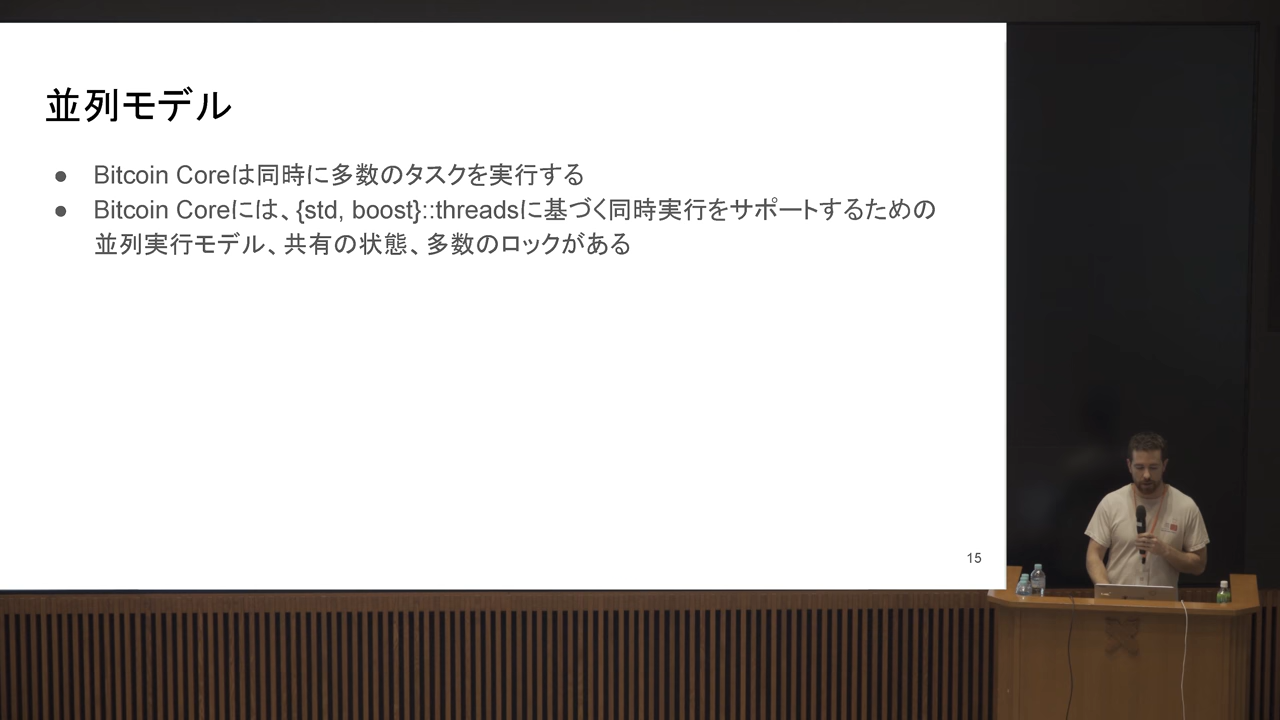 並列モデル
● Bitcoin Coreは同時に多数のタスクを実行する
● Bitcoin Coreには、{std, boost}::threadsに基づく同時実行をサポートするための
並列実行モデル、共有の状態、多数のロックがある
15